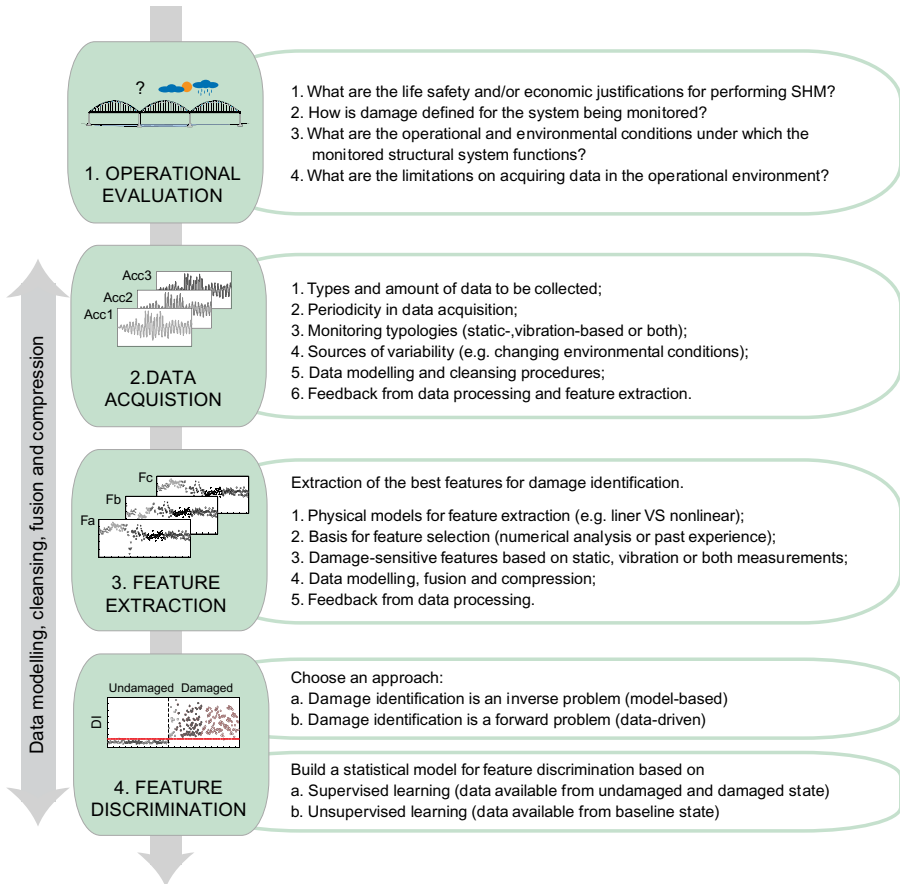 ?
1. OPERATIONAL
EVALUATION
1. What are the life safety and/or economic justifications for performing SHM?
2. How is damage defined for the system being monitored?
3. What are the operational and environmental conditions under which the
monitored structural system functions?
4. What are the limitations on acquiring data in the operational environment?
Data modelling, cleansing, fusion and compression
Acc3
Acc2
Acc1
2.DATA
ACQUISTION
1. Types and amount of data to be collected;
2. Periodicity in data acquisition;
3. Monitoring typologies (static-,vibration-based or both);
4. Sources of variability (e.g. changing environmental conditions);
5. Data modelling and cleansing procedures;
6. Feedback from data processing and feature extraction.
Fc
Fb
Fa
3. FEATURE
EXTRACTION
Extraction of the best features for damage identification.
1. Physical models for feature extraction (e.g. liner VS nonlinear);
2. Basis for feature selection (numerical analysis or past experience);
3. Damage-sensitive features based on static, vibration or both measurements;
4. Data modelling, fusion and compression;
5. Feedback from data processing.
Undamaged Damaged
DI
4. FEATURE
DISCRIMINATION
Choose an approach:
a. Damage identification is an inverse problem (model-based)
b. Damage identification is a forward problem (data-driven)
Build a statistical model for feature discrimination based on
a. Supervised learning (data available from undamaged and damaged state)
b. Unsupervised learning (data available from baseline state)